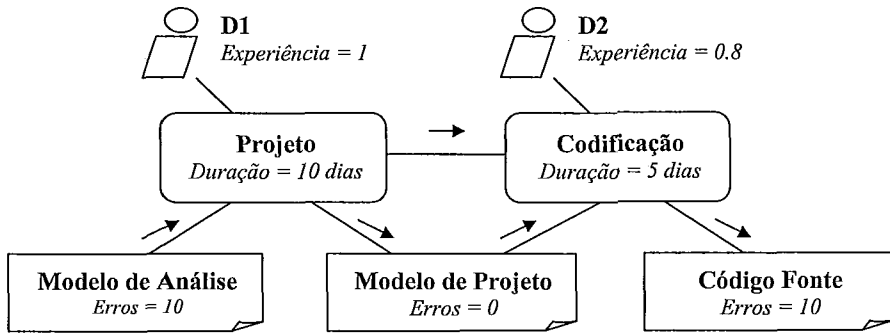 D1
Experiência = 1
D2
Experiência = 0.8
Projeto
Duração = 10 dias
Codificação
Duração = 5 dias
Modelo de Análise
Erros = 10
Modelo de Projeto
Erros = 0
Código Fonte
Erros = 10